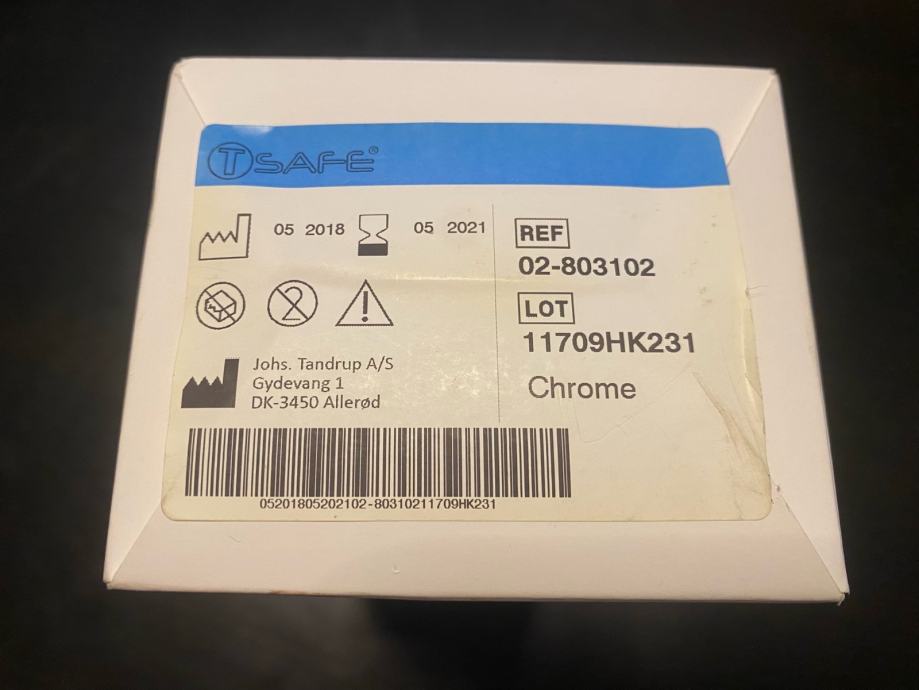 TSAFE®
05 2018 05 2021
REF
02-803102
LOT
11709HK231
Chrome
2
Johs. Tandrup A/S
Gydevang 1
DK-3450 Allerød
05201805202102-80310211709HK231